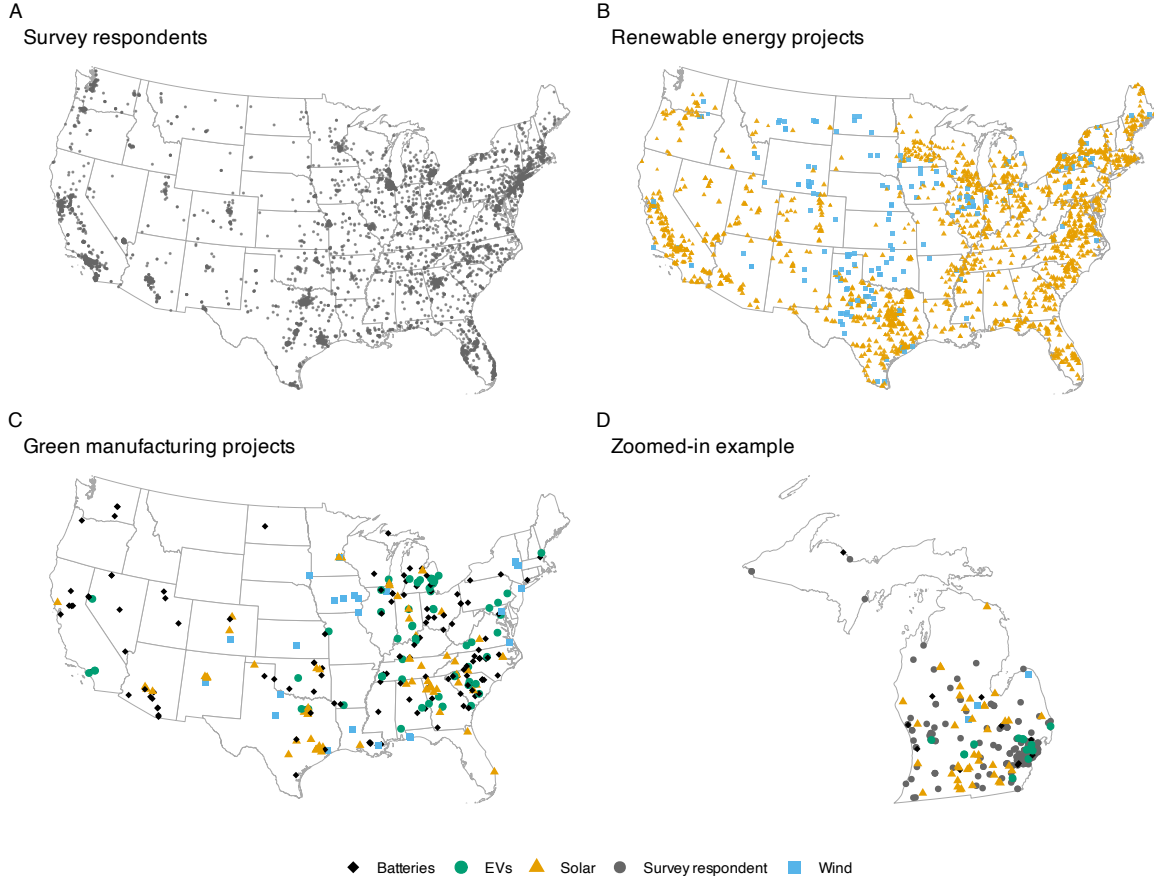 A
Survey respondents
B
Renewable energy projects
C
Green manufacturing projects
D
Zoomed-in example
Batteries EVs Solar Survey respondent Wind